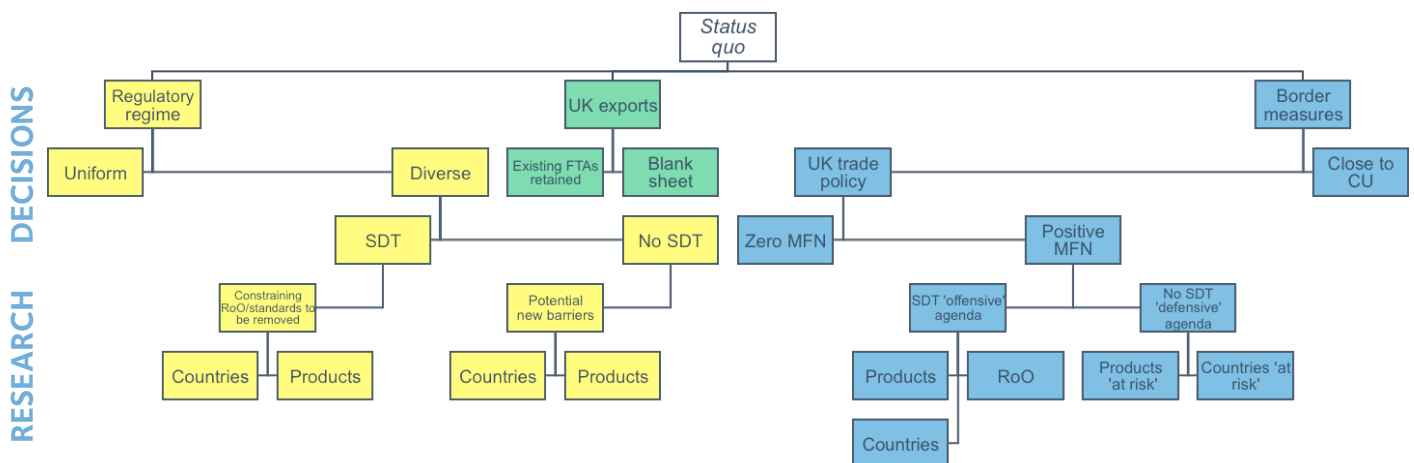 Status
quo
DECISIONS
Regulatory
regime
UK exports
Border
measures
Uniform
Diverse
Existing FTAs
retained
Blank
sheet
UK trade
policy
Close to
CU
SDT
No SDT
Zero MFN
Positive
MFN
RESEARCH
Constraining
RoO/standards to
be removed
Potential
new barriers
SDT 'offensive'
agenda
No SDT
'defensive'
agenda
Countries
Products
Countries
Products
Products
RoO
Products
'at risk'
Countries 'at
risk'
Countries